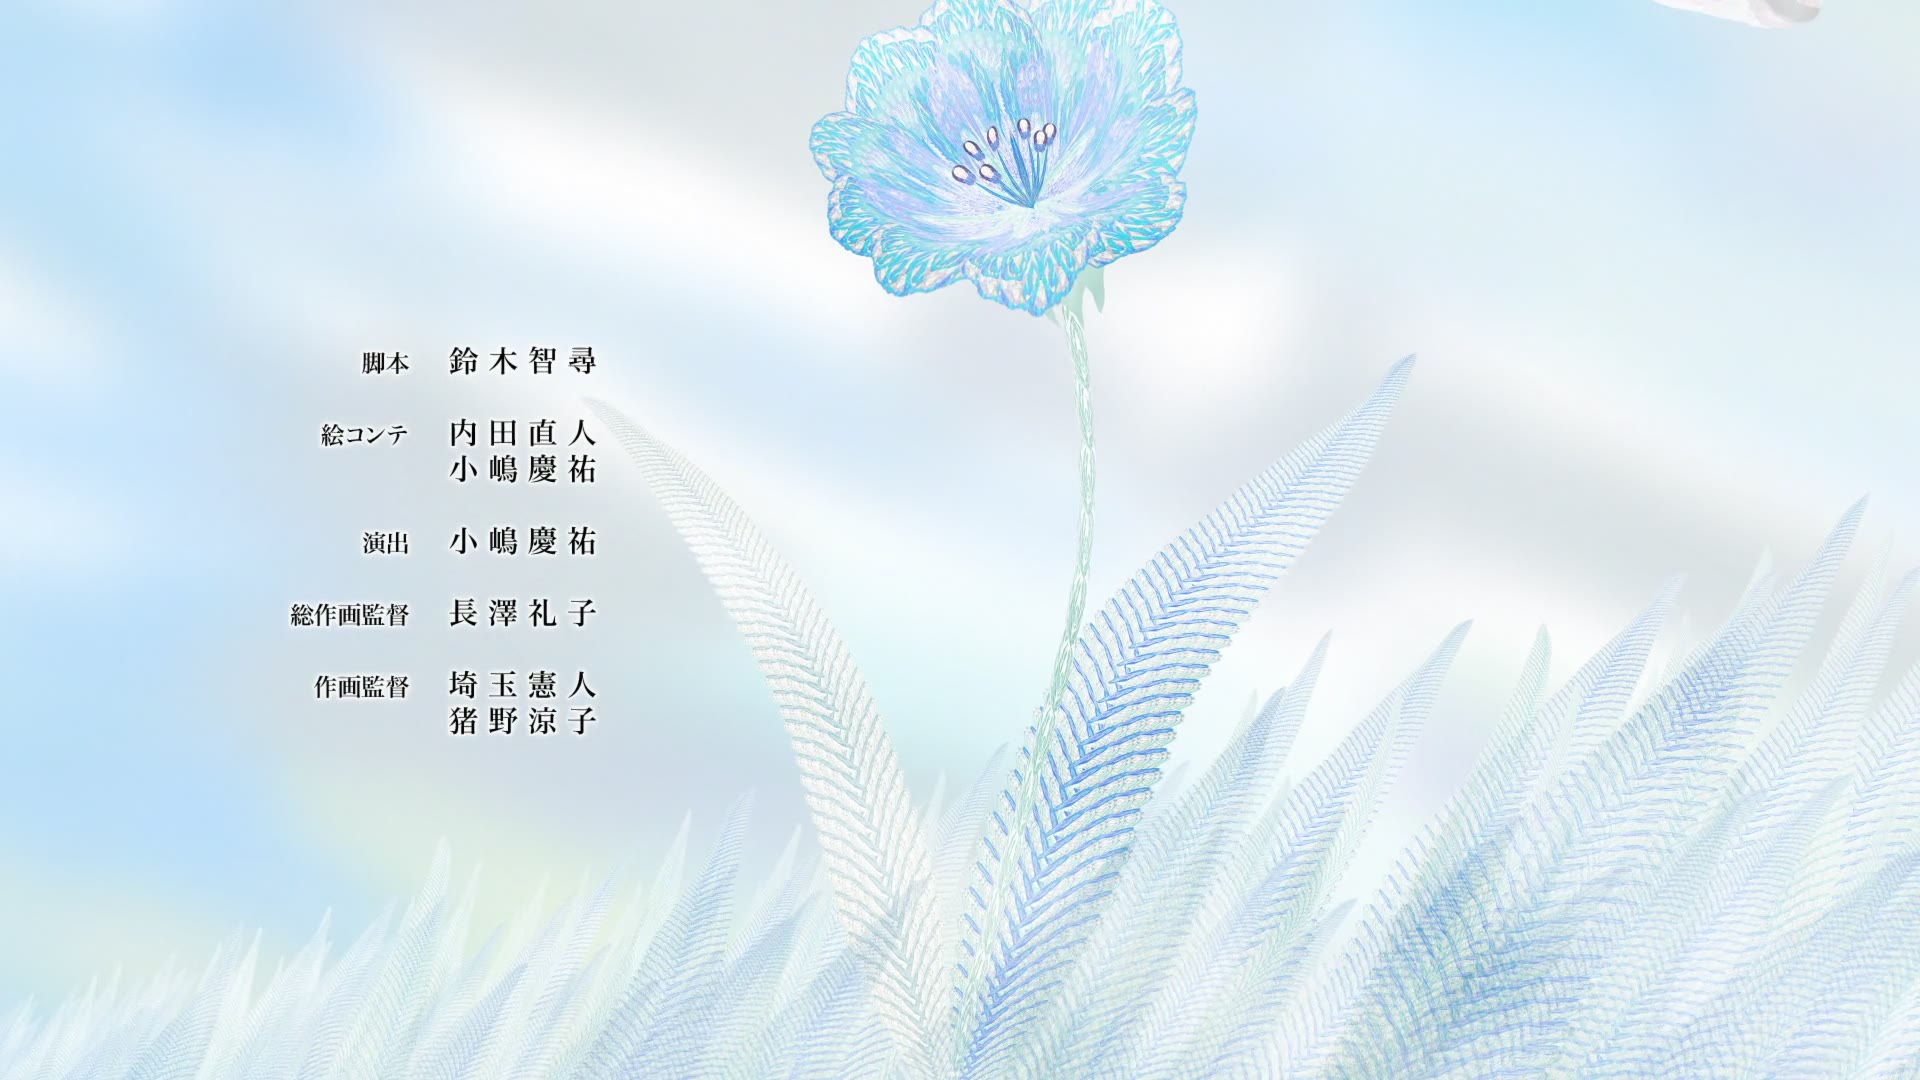 脚本 鈴木智尋
絵コンテ 内田直人
小嶋慶祐
演出 小嶋慶祐
総作画監督 長澤礼子
作画監督 埼玉憲人
猪野涼子